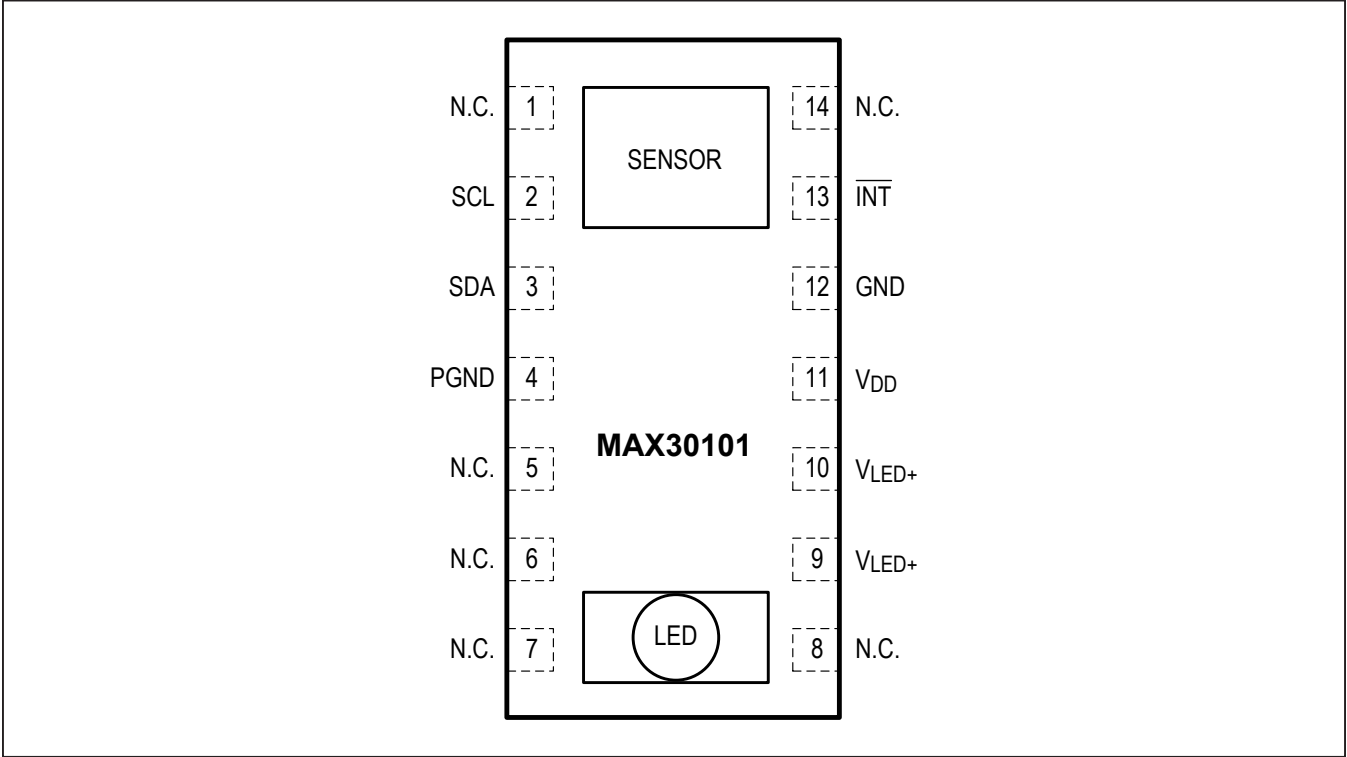 N.C. 1 14 N.C.
SENSOR
SCL 2 13 I̅N̅T̅
SDA 3 12 GND
PGND 4 11 VDD
MAX30101
N.C. 5 10 VLED+
N.C. 6 9 VLED+
LED
N.C. 7 8 N.C.